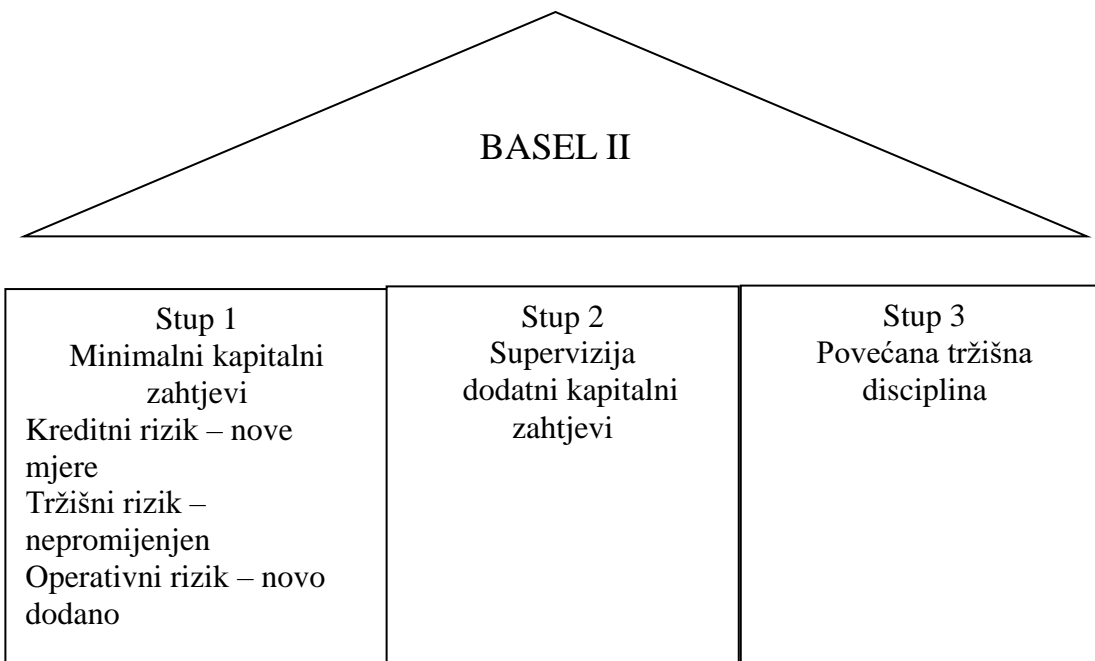 BASEL II
Stup 1
Minimalni kapitalni
zahtjevi
Kreditni rizik – nove
mjere
Tržišni rizik –
nepromijenjen
Operativni rizik – novo
dodano
Stup 2
Supervizija
dodatni kapitalni
zahtjevi
Stup 3
Povećana tržišna
disciplina